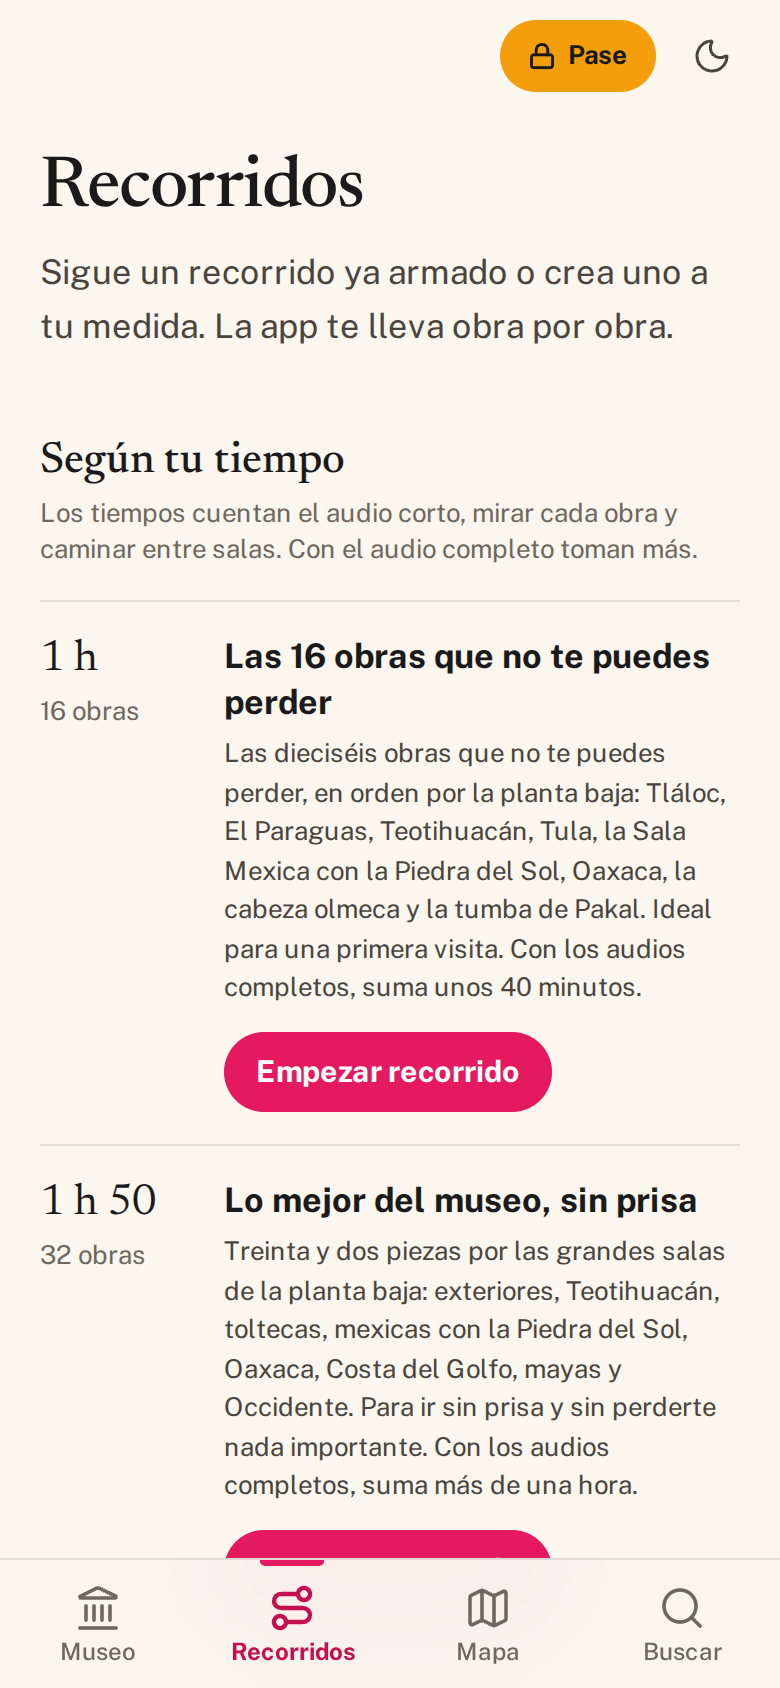 Pase
Recorridos
Sigue un recorrido ya armado o crea uno a
tu medida. La app te lleva obra por obra.
Según tu tiempo
Los tiempos cuentan el audio corto, mirar cada obra y
caminar entre salas. Con el audio completo toman más.
1 h
16 obras
Las 16 obras que no te puedes
perder
Las dieciséis obras que no te puedes
perder, en orden por la planta baja: Tláloc,
El Paraguas, Teotihuacán, Tula, la Sala
Mexica con la Piedra del Sol, Oaxaca, la
cabeza olmeca y la tumba de Pakal. Ideal
para una primera visita. Con los audios
completos, suma unos 40 minutos.
Empezar recorrido
1 h 50
32 obras
Lo mejor del museo, sin prisa
Treinta y dos piezas por las grandes salas
de la planta baja: exteriores, Teotihuacán,
toltecas, mexicas con la Piedra del Sol,
Oaxaca, Costa del Golfo, mayas y
Occidente. Para ir sin prisa y sin perderte
nada importante. Con los audios
completos, suma más de una hora.
Museo
Recorridos
Mapa
Buscar